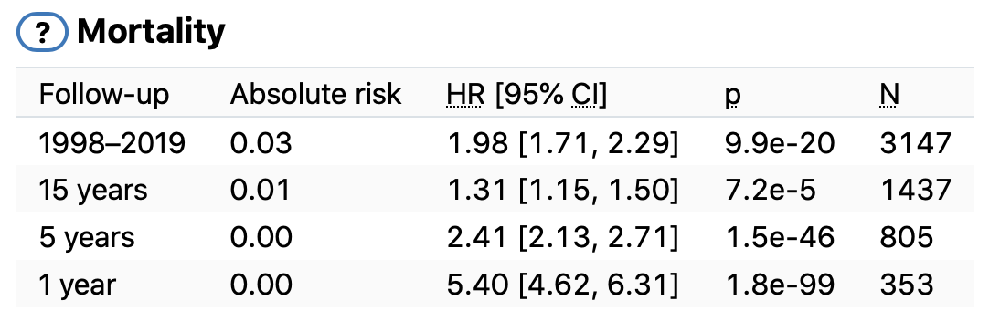 ? Mortality
Follow-up Absolute risk HR [95% CI] p N
1998–2019 0.03 1.98 [1.71, 2.29] 9.9e-20 3147
15 years 0.01 1.31 [1.15, 1.50] 7.2e-5 1437
5 years 0.00 2.41 [2.13, 2.71] 1.5e-46 805
1 year 0.00 5.40 [4.62, 6.31] 1.8e-99 353